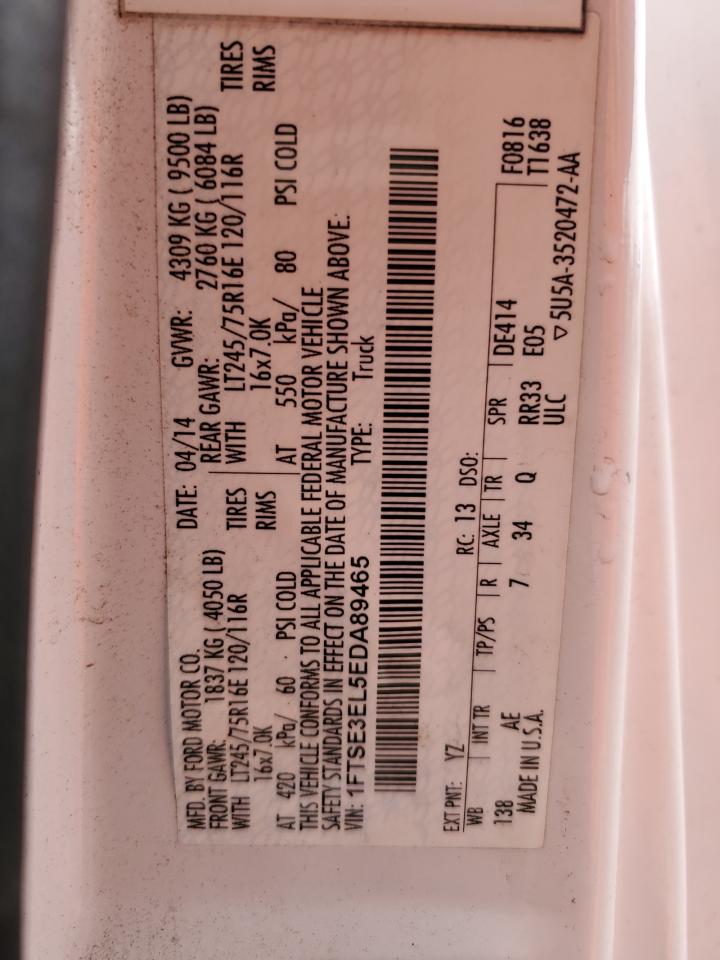 MFD. BY FORD MOTOR CO.
DATE: 04/14 GVWR: 4309 KG ( 9500 LB)
FRONT GAWR: 1837 KG ( 4050 LB)
REAR GAWR: 2760 KG ( 6084 LB)
WITH LT245/75R16E 120/116R TIRES
WITH LT245/75R16E 120/116R TIRES
16x7.0K RIMS
16x7.0K RIMS
AT 420 kPa/ 60 PSI COLD
AT 550 kPa/ 80 PSI COLD
THIS VEHICLE CONFORMS TO ALL APPLICABLE FEDERAL MOTOR VEHICLE
SAFETY STANDARDS IN EFFECT ON THE DATE OF MANUFACTURE SHOWN ABOVE.
VIN: 1FTSE3EL5EDA89465 TYPE: Truck
EXT PNT: YZ RC: 13 DSO:
WB INT TR TP/PS R AXLE TR SPR F0816
138 AE 7 34 Q RR33 DE414 T1638
MADE IN U.S.A. ULC E05
▽5U5A-3520472-AA